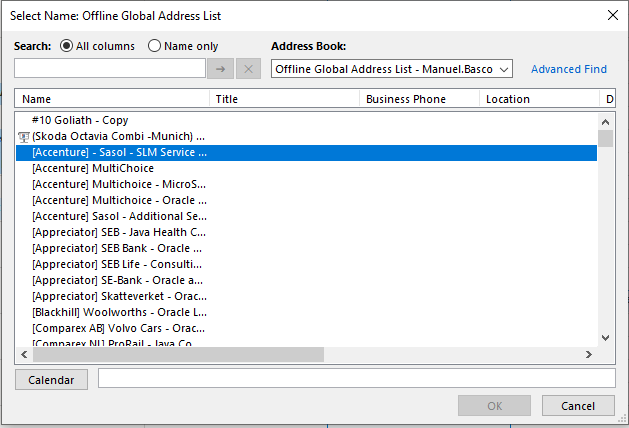 Select Name: Offline Global Address List
Search: All columns Name only Address Book:
Offline Global Address List - Manuel.Basco Advanced Find
Name Title Business Phone Location D
#10 Goliath - Copy
(Skoda Octavia Combi -Munich) ...
[Accenture] - Sasol - SLM Service ...
[Accenture] MultiChoice
[Accenture] Multichoice - MicroS...
[Accenture] Multichoice - Oracle ...
[Accenture] Sasol - Additional Se...
[Appreciator] SEB - Java Health C...
[Appreciator] SEB Bank - Oracle ...
[Appreciator] SEB Life - Consulti...
[Appreciator] SE-Bank - Oracle a...
[Appreciator] Skatteverket - Orac...
[Blackhill] Woolworths - Oracle L...
[Comparex AB] Volvo Cars - Orac...
[Comparex NL] ProRail - Java Co...
Calendar
OK Cancel